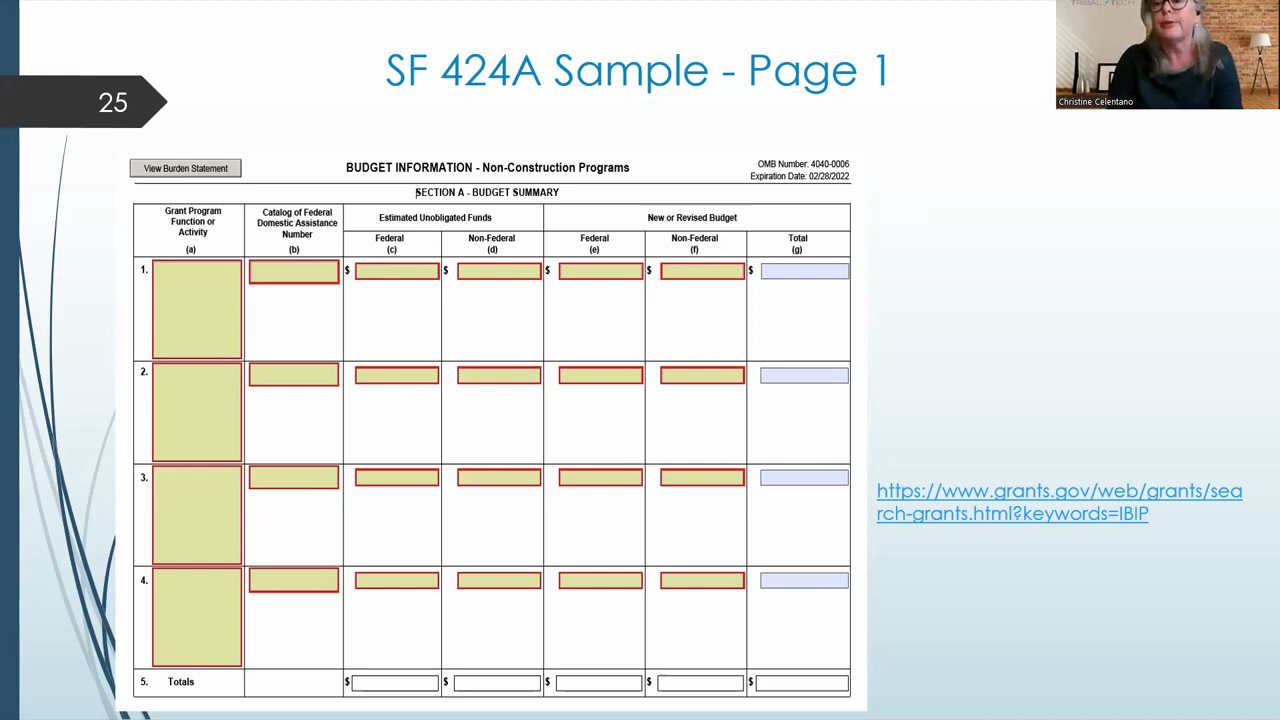 TRIBAL TECH
SF 424A Sample - Page 1
25
Christine Celentano
View Burden Statement
BUDGET INFORMATION - Non-Construction Programs
OMB Number: 4040-0006
Expiration Date: 02/28/2022
SECTION A - BUDGET SUMMARY
Grant Program
Function or
Activity
(a)
Catalog of Federal
Domestic Assistance
Number
(b)
Estimated Unobligated Funds
New or Revised Budget
Federal
(c)
Non-Federal
(d)
Federal
(e)
Non-Federal
(f)
Total
(g)
1. $ $ $ $ $
2.
3.
4.
5. Totals $ $ $ $ $
https://www.grants.gov/web/grants/sea
rch-grants.html?keywords=IBIP